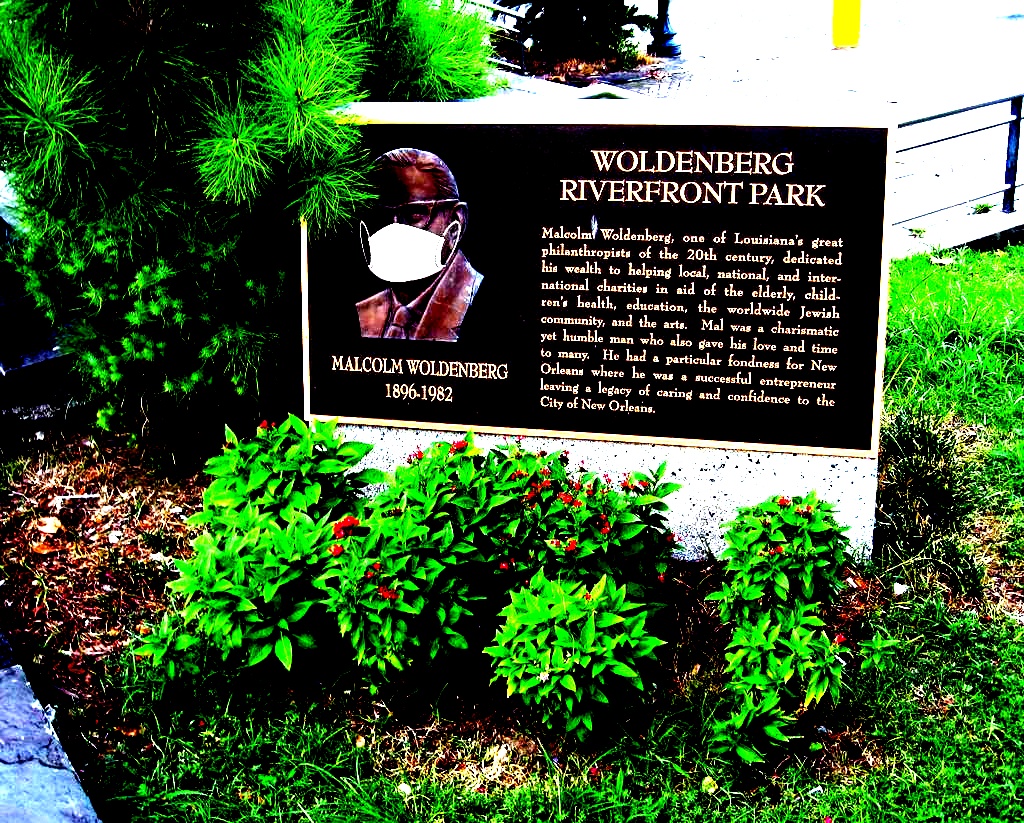 WOLDENBERG
RIVERFRONT PARK
Malcolm Woldenberg, one of Louisiana's great
philanthropists of the 20th century, dedicated
his wealth to helping local, national, and inter-
national charities in aid of the elderly, child-
ren's health, education, the worldwide Jewish
community, and the arts. Mal was a charismatic
yet humble man who also gave his love and time
to many. He had a particular fondness for New
Orleans where he was a successful entrepreneur
leaving a legacy of caring and confidence to the
City of New Orleans.
MALCOLM WOLDENBERG
1896-1982